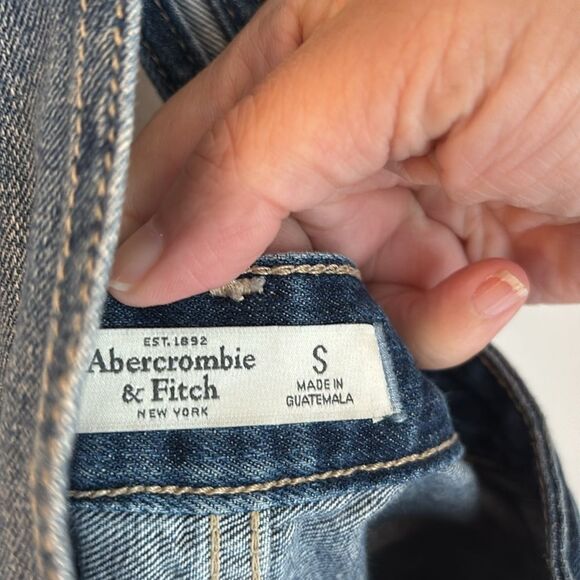 EST. 1892
Abercrombie
& Fitch
NEW YORK
S
MADE IN
GUATEMALA